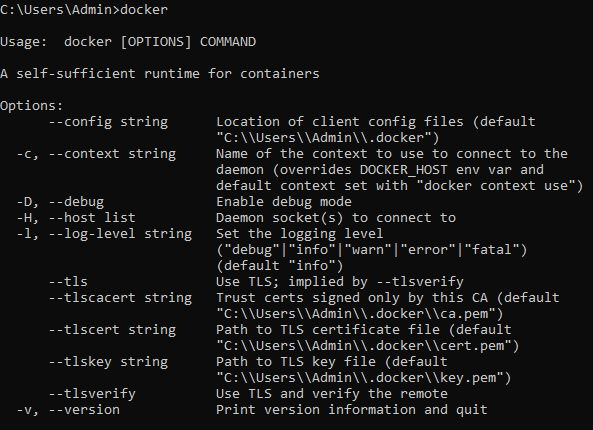 C:\Users\Admin>docker
Usage:  docker [OPTIONS] COMMAND
A self-sufficient runtime for containers
Options:
      --config string      Location of client config files (default
                           "C:\\Users\\Admin\\.docker")
  -c, --context string     Name of the context to use to connect to the
                           daemon (overrides DOCKER_HOST env var and
                           default context set with "docker context use")
  -D, --debug              Enable debug mode
  -H, --host list          Daemon socket(s) to connect to
  -l, --log-level string   Set the logging level
                           ("debug"|"info"|"warn"|"error"|"fatal")
                           (default "info")
      --tls                Use TLS; implied by --tlsverify
      --tlscacert string   Trust certs signed only by this CA (default
                           "C:\\Users\\Admin\\.docker\\ca.pem")
      --tlscert string     Path to TLS certificate file (default
                           "C:\\Users\\Admin\\.docker\\cert.pem")
      --tlskey string      Path to TLS key file (default
                           "C:\\Users\\Admin\\.docker\\key.pem")
      --tlsverify          Use TLS and verify the remote
  -v, --version            Print version information and quit